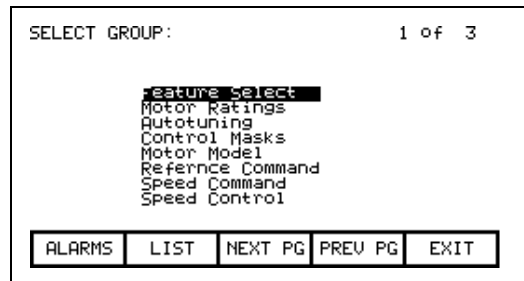 SELECT GROUP: 1 of 3
Feature Select
Motor Ratings
Autotuning
Control Masks
Motor Model
Refernce Command
Speed Command
Speed Control
ALARMS LIST NEXT PG PREV PG EXIT